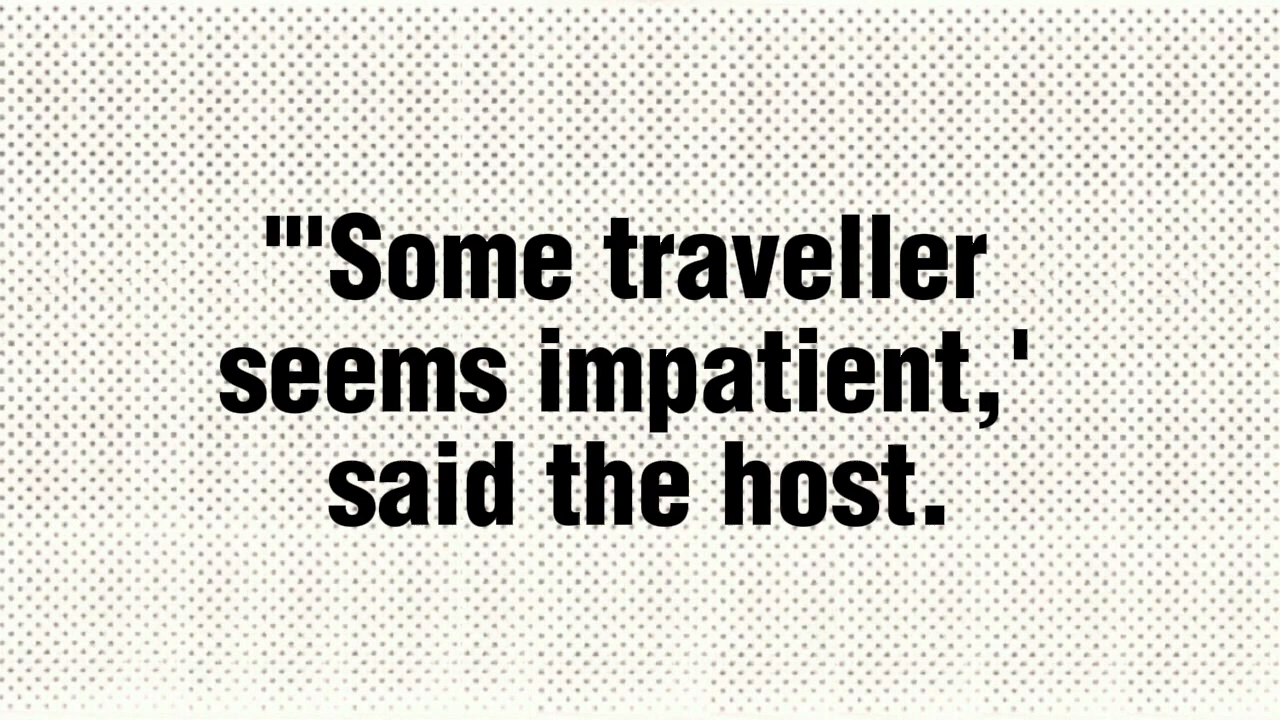 "'Some traveller
seems impatient,'
said the host.